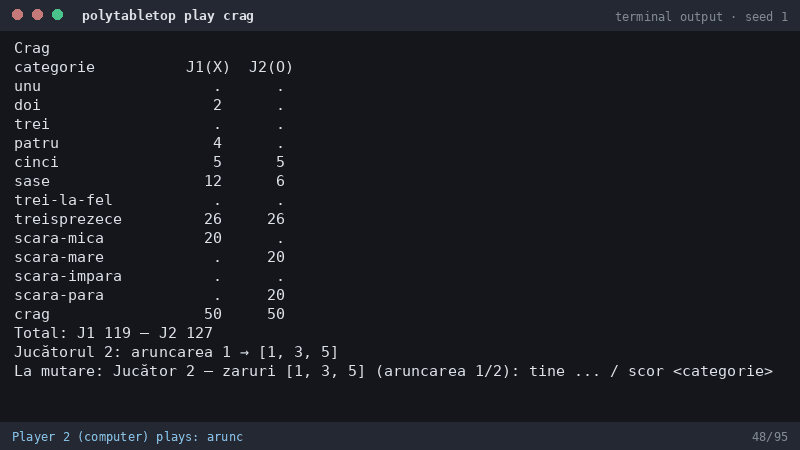 polytabletop play crag
terminal output · seed 1
Crag
categorie J1(X) J2(O)
unu . .
doi 2 .
trei . .
patru 4 .
cinci 5 5
sase 12 6
trei-la-fel . .
treisprezece 26 26
scara-mica 20 .
scara-mare . 20
scara-impara . .
scara-para . 20
crag 50 50
Total: J1 119 — J2 127
Jucătorul 2: aruncarea 1 → [1, 3, 5]
La mutare: Jucător 2 — zaruri [1, 3, 5] (aruncarea 1/2): tine ... / scor <categorie>
Player 2 (computer) plays: arunc
48/95